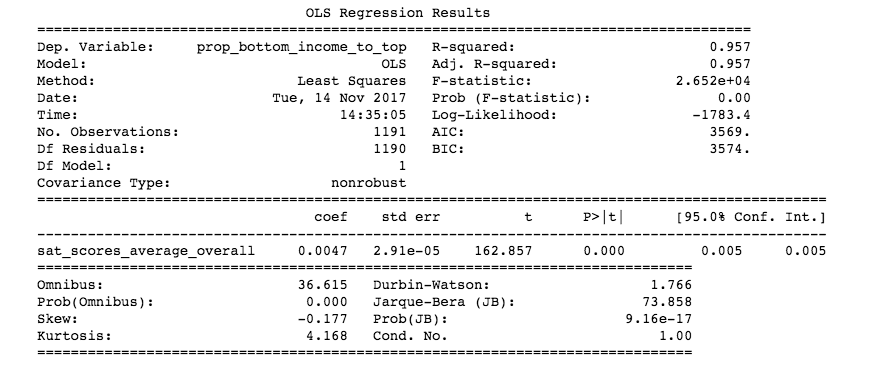 OLS Regression Results
==============================================================================
Dep. Variable:     prop_bottom_income_to_top   R-squared:                       0.957
Model:                                   OLS   Adj. R-squared:                  0.957
Method:                        Least Squares   F-statistic:                 2.652e+04
Date:                       Tue, 14 Nov 2017   Prob (F-statistic):               0.00
Time:                               14:35:05   Log-Likelihood:                -1783.4
No. Observations:                       1191   AIC:                             3569.
Df Residuals:                           1190   BIC:                             3574.
Df Model:                                  1
Covariance Type:                   nonrobust
==============================================================================
coef    std err          t      P>|t|      [95.0% Conf. Int.]
------------------------------------------------------------------------------
sat_scores_average_overall     0.0047   2.91e-05    162.857      0.000         0.005     0.005
==============================================================================
Omnibus:                       36.615   Durbin-Watson:                   1.766
Prob(Omnibus):                  0.000   Jarque-Bera (JB):               73.858
Skew:                          -0.177   Prob(JB):                     9.16e-17
Kurtosis:                       4.168   Cond. No.                         1.00
==============================================================================